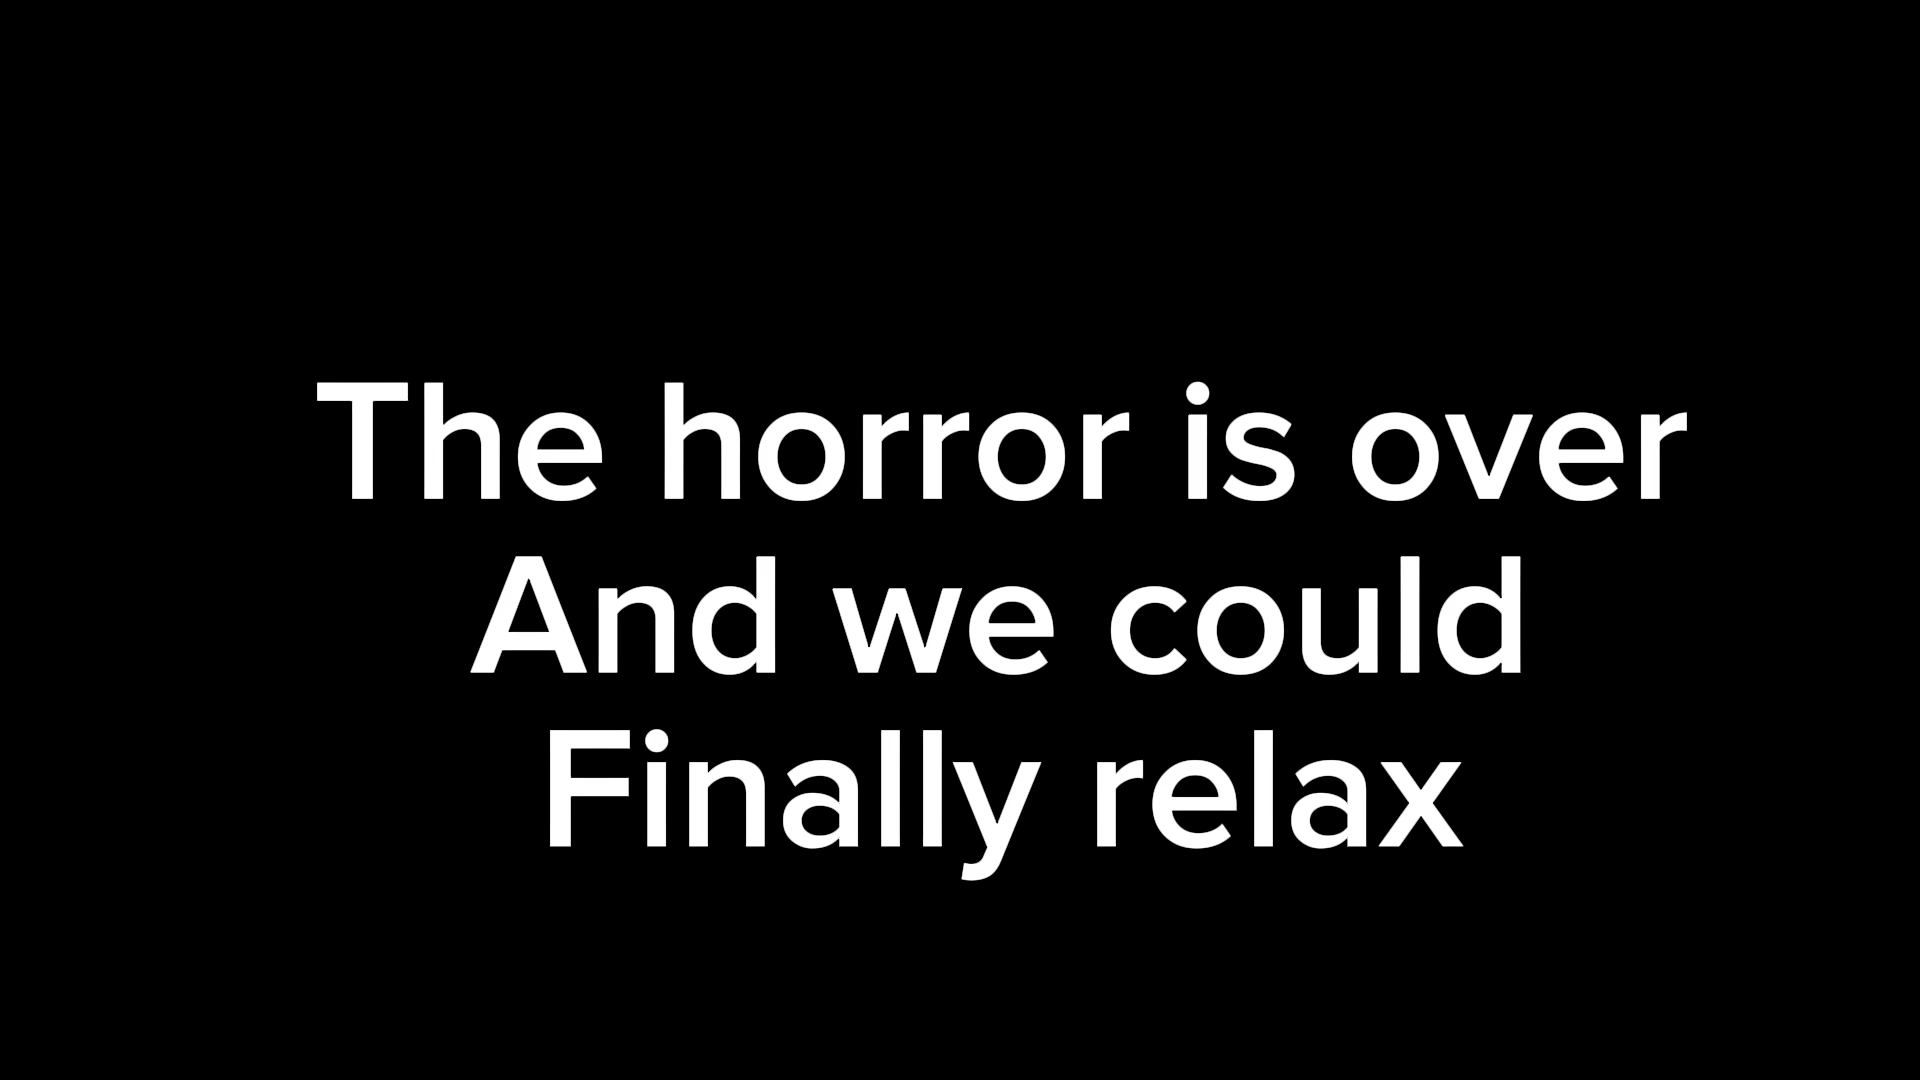 The horror is over
And we could
Finally relax